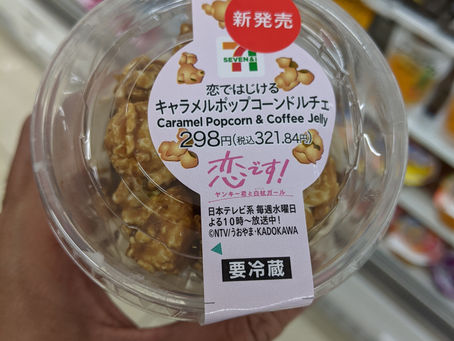 新発売
7
SEVEN&i
恋ではじける
キャラメルポップコーンドルチェ
Caramel Popcorn & Coffee Jelly
298円(税込321.84円)
恋です!
ヤンキー君と白杖ガール
日本テレビ系 毎週水曜日
よる10時〜放送中!
©NTV/うおやま・KADOKAWA
要冷蔵